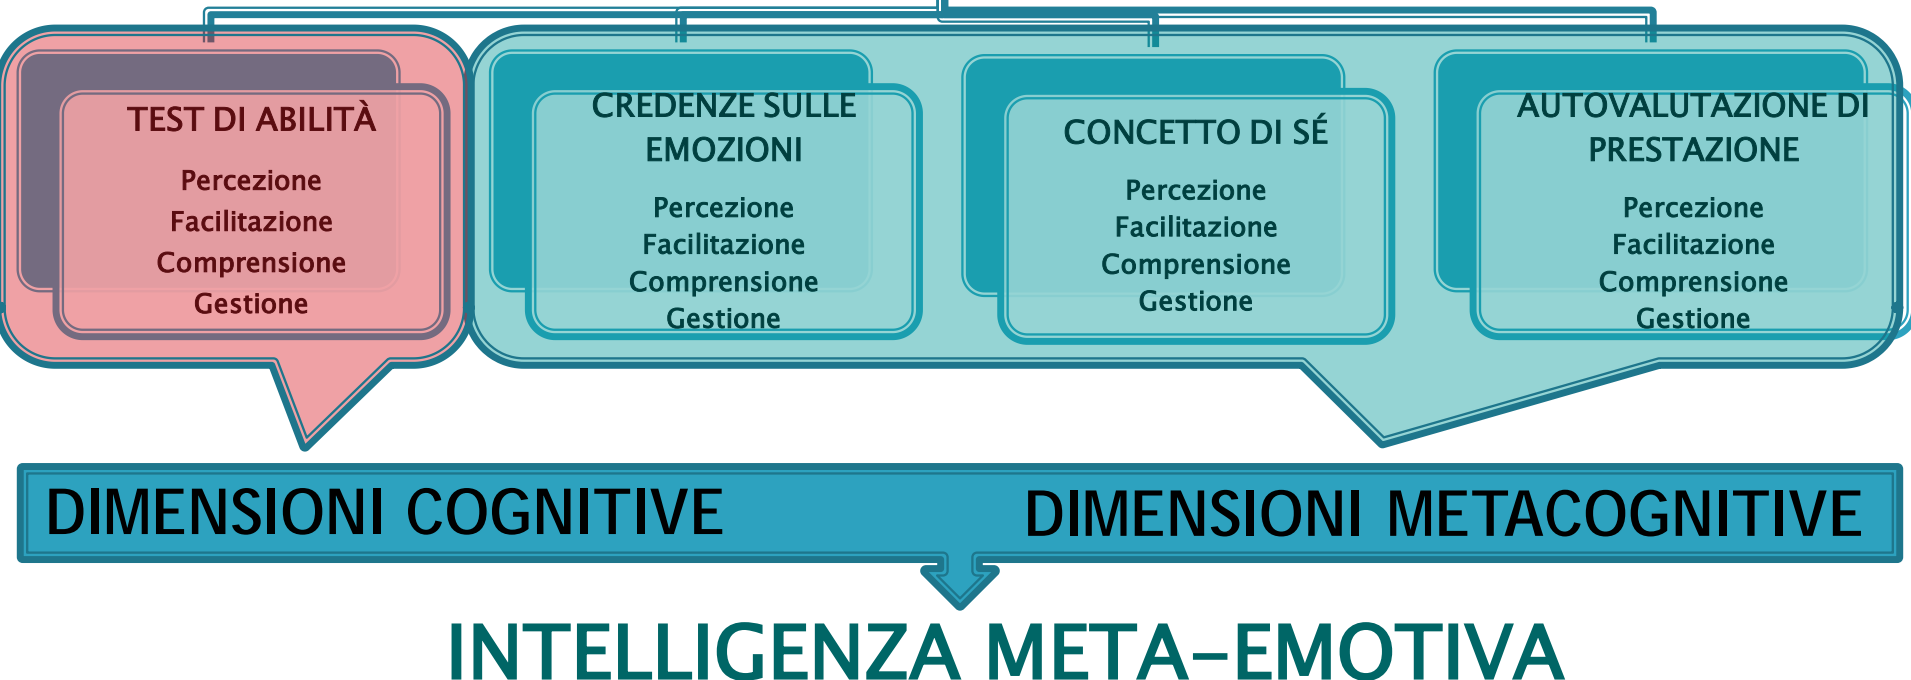 TEST DI ABILITÀ
Percezione
Facilitazione
Comprensione
Gestione
CREDENZE SULLE
EMOZIONI
Percezione
Facilitazione
Comprensione
Gestione
CONCETTO DI SÉ
Percezione
Facilitazione
Comprensione
Gestione
AUTOVALUTAZIONE DI
PRESTAZIONE
Percezione
Facilitazione
Comprensione
Gestione
DIMENSIONI COGNITIVE
DIMENSIONI METACOGNITIVE
INTELLIGENZA META-EMOTIVA